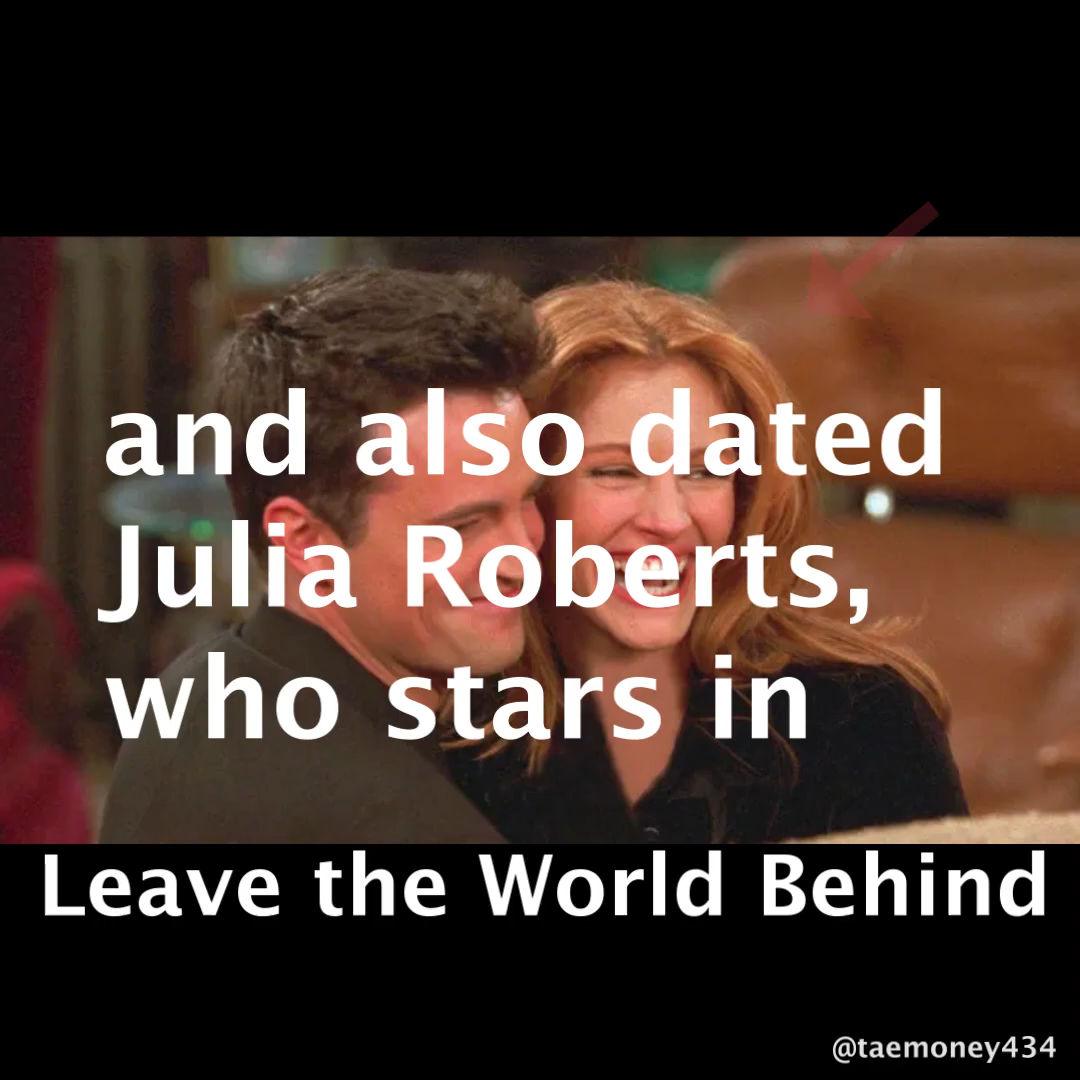 and also dated
Julia Roberts,
who stars in
Leave the World Behind
@taemoney434